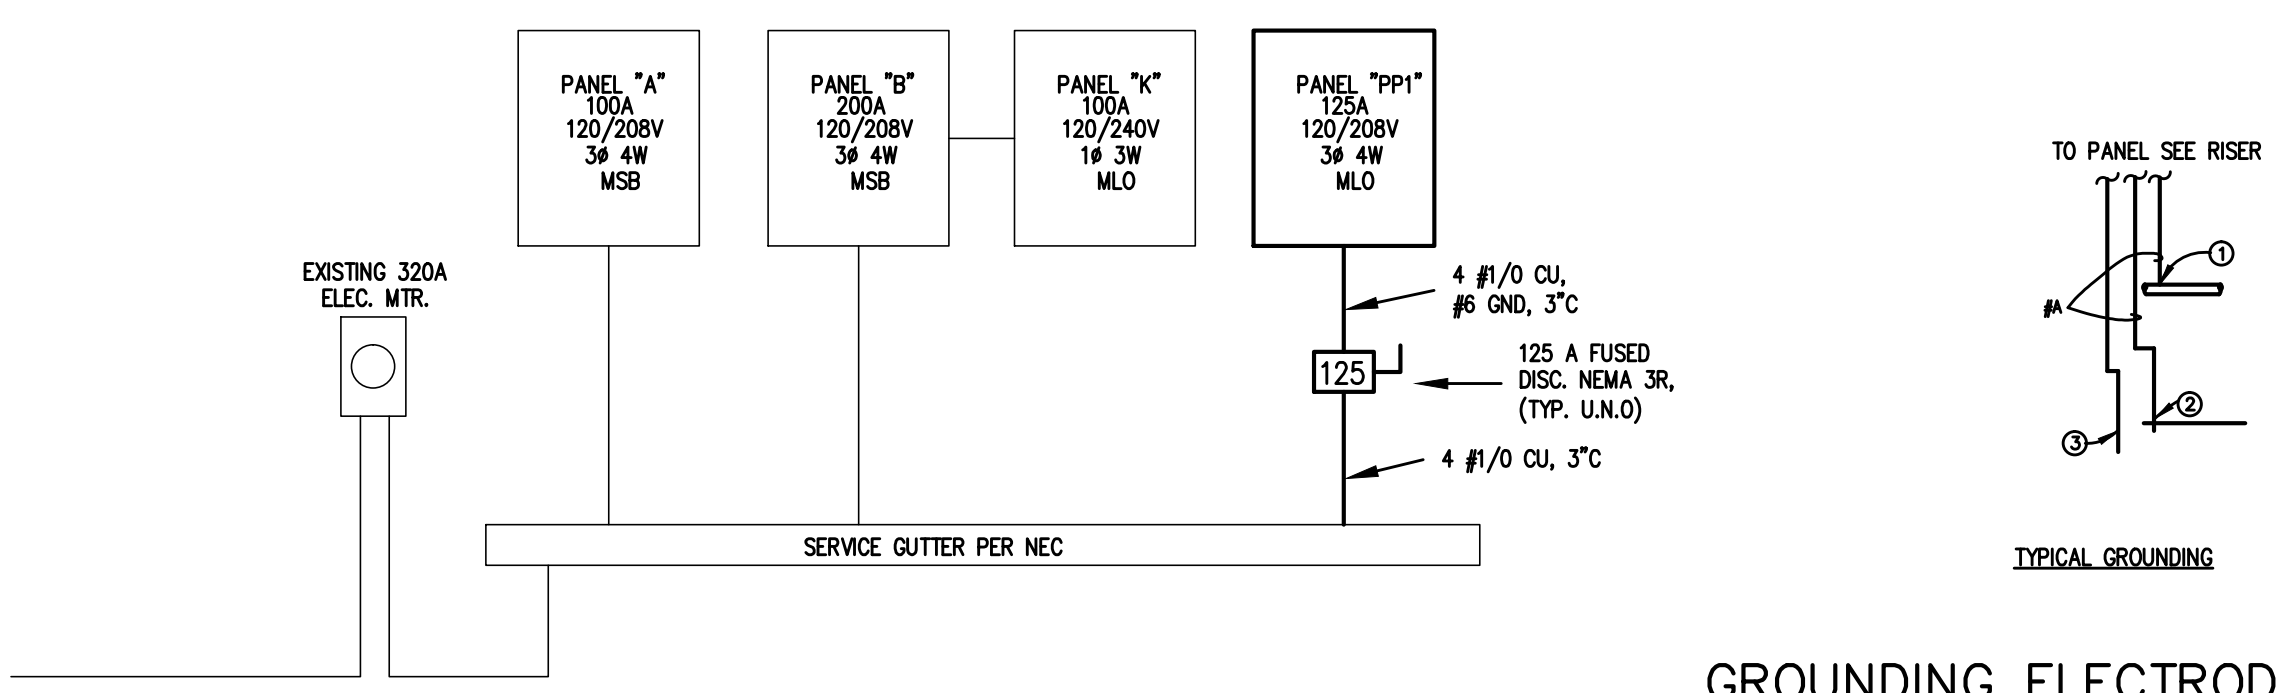 PANEL "A"
100A
120/208V
3ø 4W
MSB
PANEL "B"
200A
120/208V
3ø 4W
MSB
PANEL "K"
100A
120/240V
1ø 3W
MLO
PANEL "PP1"
125A
120/208V
3ø 4W
MLO
EXISTING 320A
ELEC. MTR.
4 #1/0 CU,
#6 GND, 3"C
125
125 A FUSED
DISC. NEMA 3R,
(TYP. U.N.O)
4 #1/0 CU, 3"C
SERVICE GUTTER PER NEC
TO PANEL SEE RISER
1
#A
2
3
TYPICAL GROUNDING
GROUNDING ELECTROD